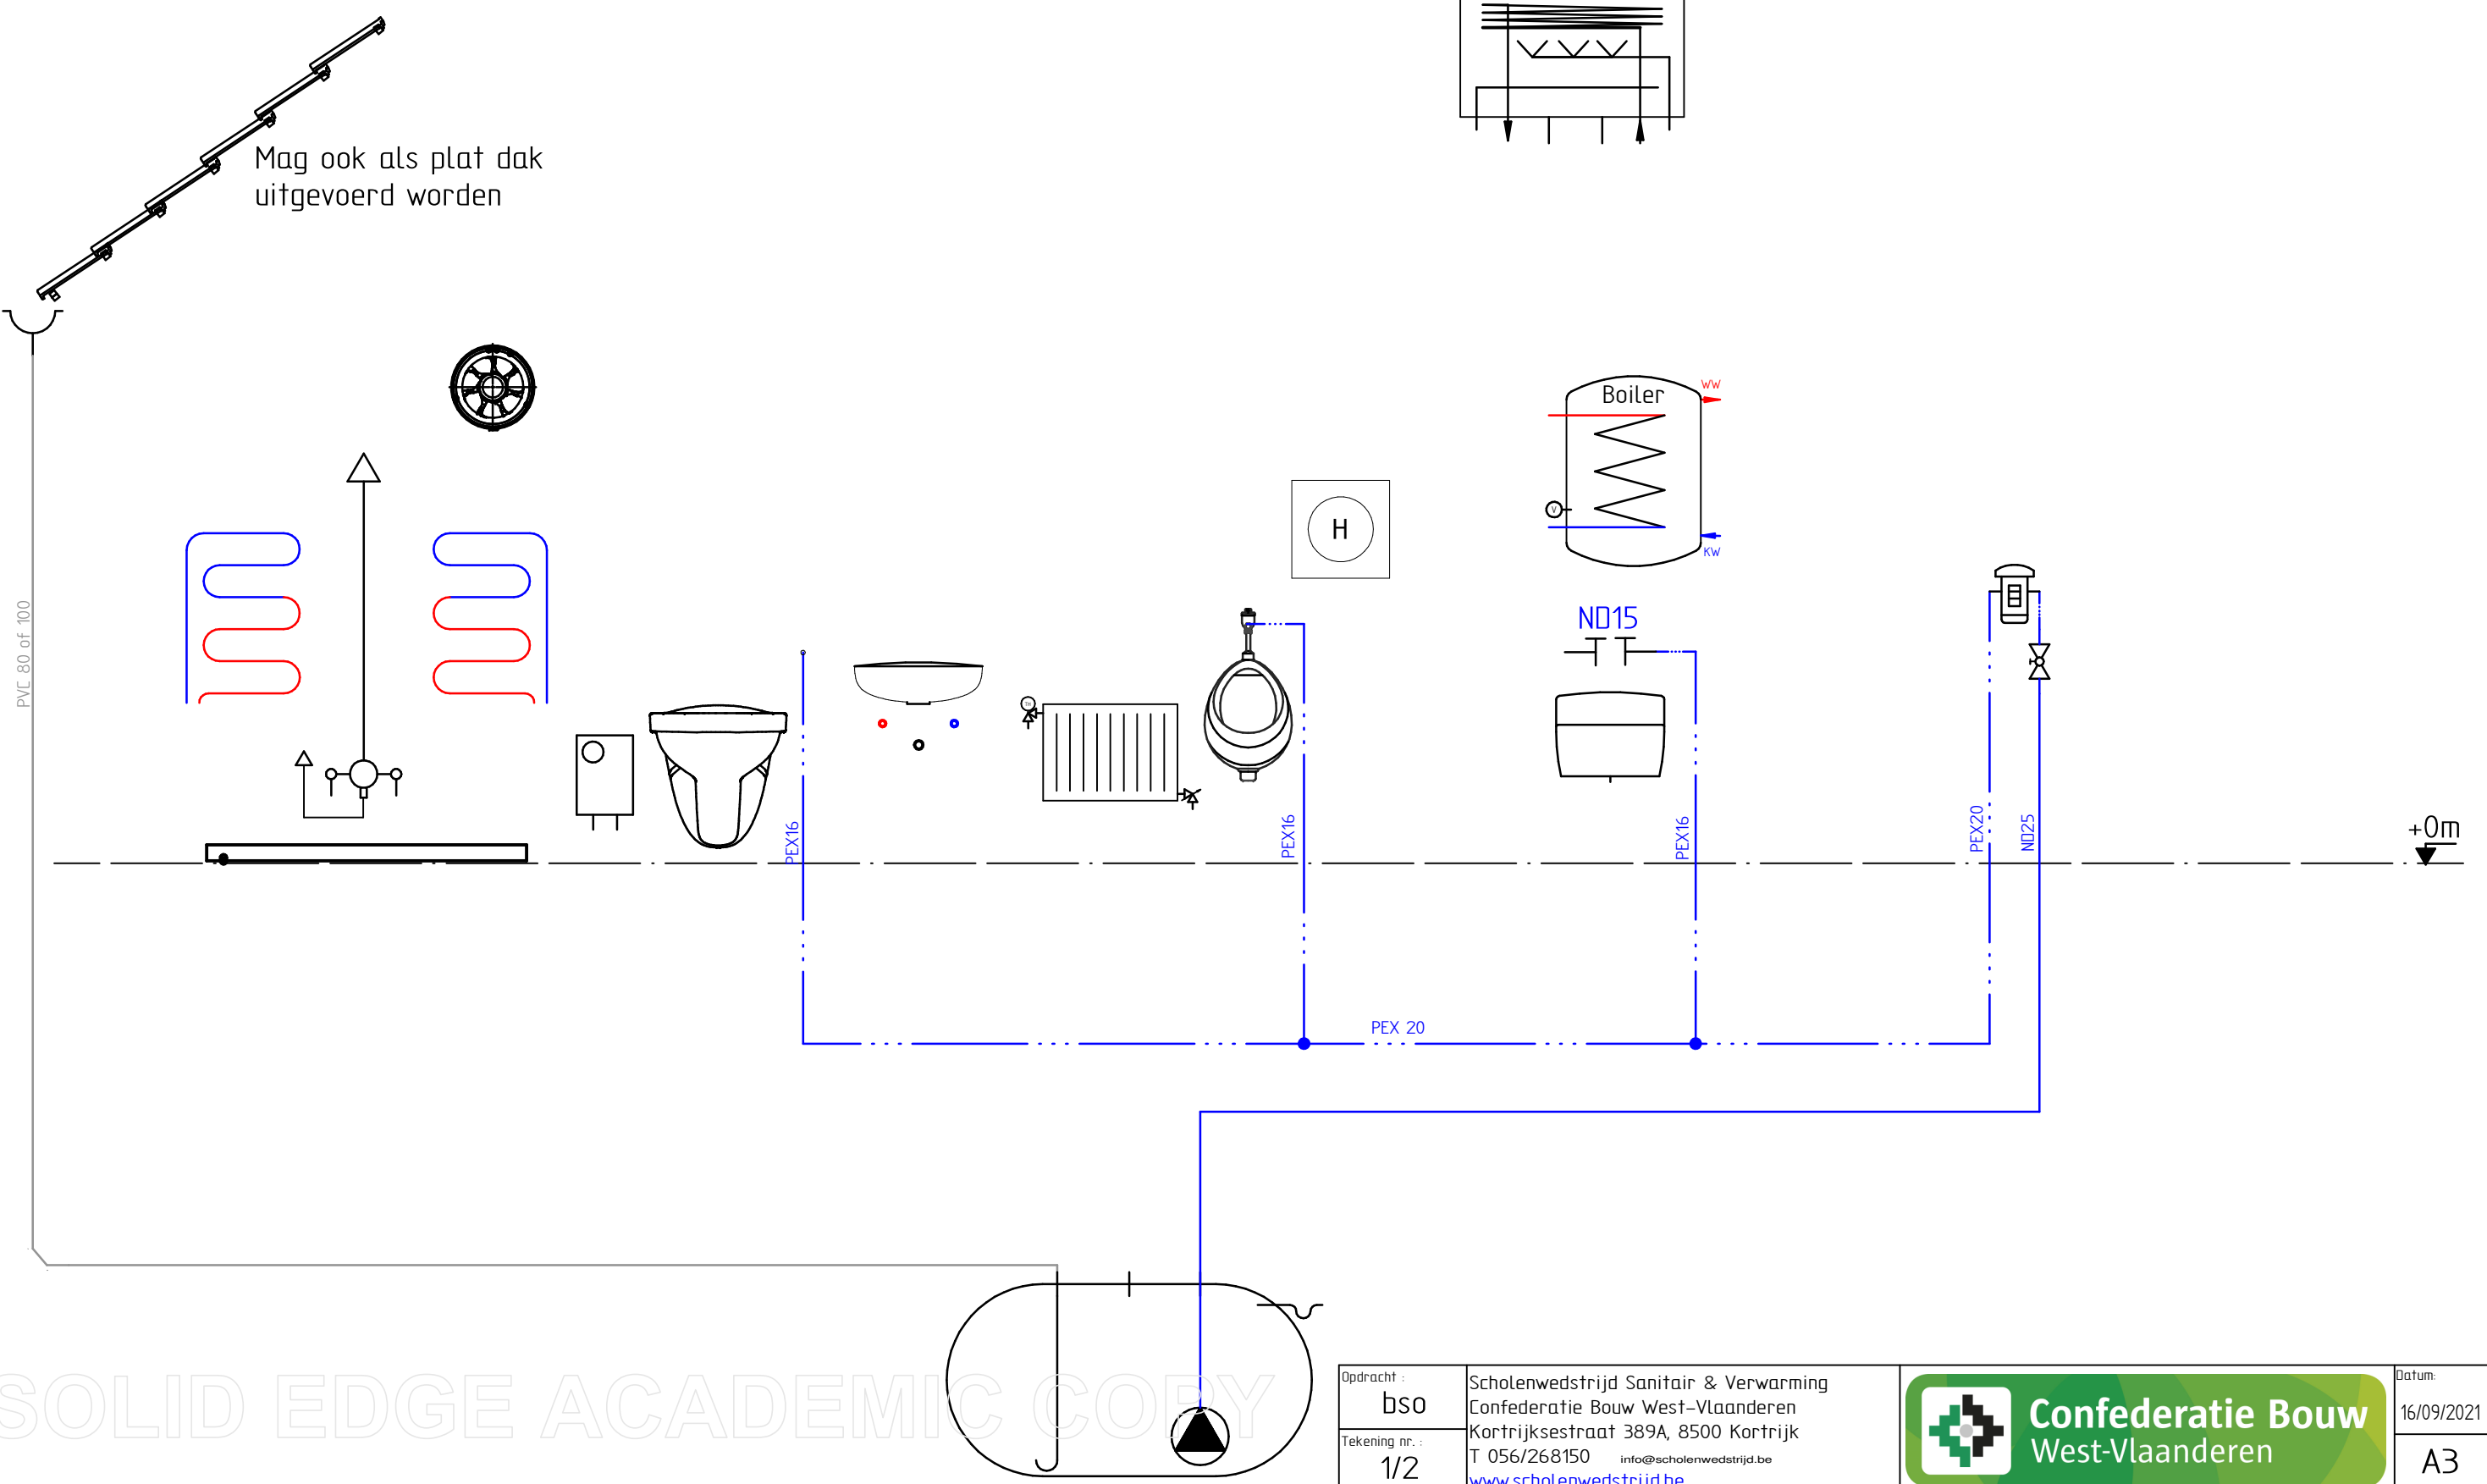 Mag ook als plat dak
uitgevoerd worden
Boiler
WW
V
KW
H
ND15
TH
PVC 80 of 100
PEX16
PEX16
PEX16
PEX20
ND25
+0m
PEX 20
SOLID EDGE ACADEMIC COPY
Opdracht :
bso
Tekening nr. :
1/2
Scholenwedstrijd Sanitair & Verwarming
Confederatie Bouw West-Vlaanderen
Kortrijksestraat 389A, 8500 Kortrijk
T 056/268150 info@scholenwedstrijd.be
www.scholenwedstrijd.be
Confederatie Bouw
West-Vlaanderen
Datum:
16/09/2021
A3